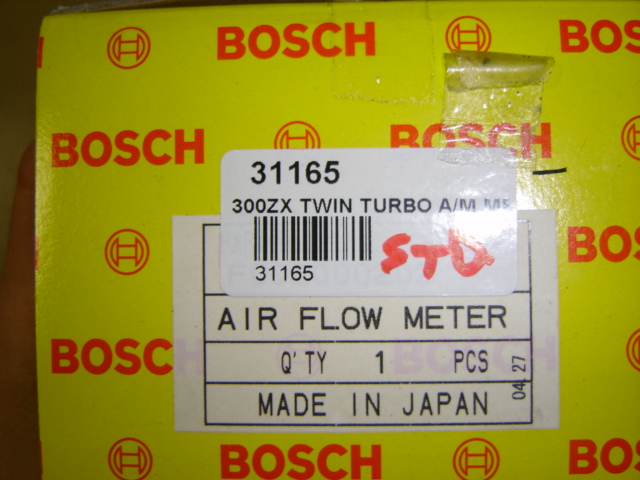 BOSCH BOSCH
BOSCH BOSCH
31165
300ZX TWIN TURBO A/M
31165
STD
AIR FLOW METER
BOSCH BOSCH
Q'TY 1 PCS
04.27
MADE IN JAPAN
BOSCH BOSCH